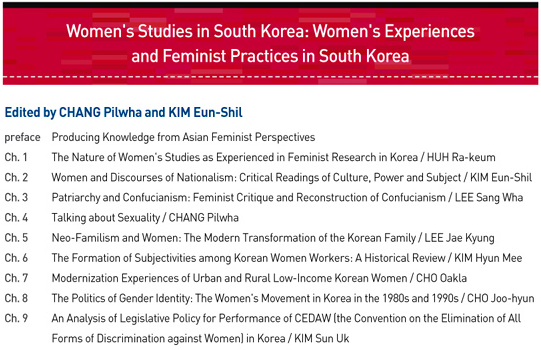 Women's Studies in South Korea: Women's Experiences
and Feminist Practices in South Korea
Edited by CHANG Pilwha and KIM Eun-Shil
preface Producing Knowledge from Asian Feminist Perspectives
Ch. 1 The Nature of Women's Studies as Experienced in Feminist Research in Korea / HUH Ra-keum
Ch. 2 Women and Discourses of Nationalism: Critical Readings of Culture, Power and Subject / KIM Eun-Shil
Ch. 3 Patriarchy and Confucianism: Feminist Critique and Reconstruction of Confucianism / LEE Sang Wha
Ch. 4 Talking about Sexuality / CHANG Pilwha
Ch. 5 Neo-Familism and Women: The Modern Transformation of the Korean Family / LEE Jae Kyung
Ch. 6 The Formation of Subjectivities among Korean Women Workers: A Historical Review / KIM Hyun Mee
Ch. 7 Modernization Experiences of Urban and Rural Low-Income Korean Women / CHO Oakla
Ch. 8 The Politics of Gender Identity: The Women's Movement in Korea in the 1980s and 1990s / CHO Joo-hyun
Ch. 9 An Analysis of Legislative Policy for Performance of CEDAW (the Convention on the Elimination of All
Forms of Discrimination against Women) in Korea / KIM Sun Uk